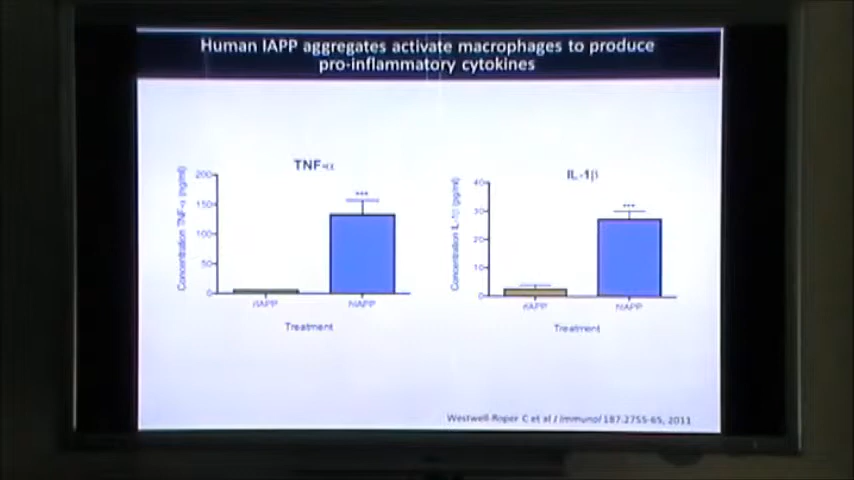 Human IAPP aggregates activate macrophages to produce
pro-inflammatory cytokines
TNF-α
200
150
100
50
0
Concentration TNF-α (ng/ml)
rIAPP hIAPP
***
Treatment
IL-1β
40
30
20
10
0
Concentration IL-1β (pg/ml)
rIAPP hIAPP
***
Treatment
Westwell-Roper C et al J Immunol 187:2755-65, 2011